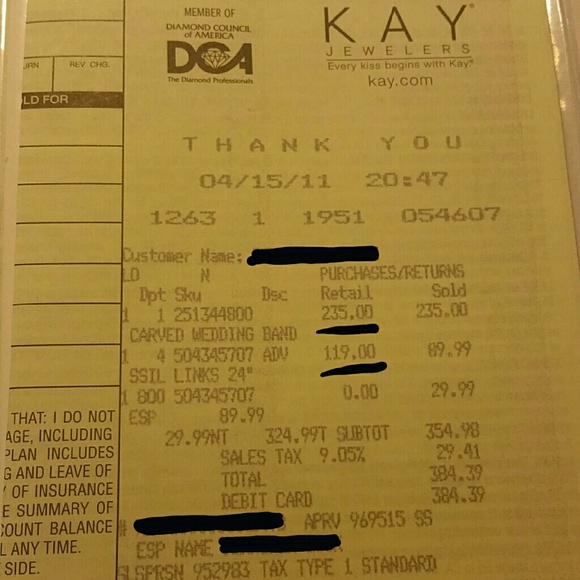 MEMBER OF
DIAMOND COUNCIL
of AMERICA
DCA
The Diamond Professionals
KAY
JEWELERS
Every kiss begins with Kay®
kay.com
URN REV. CHG.
LD FOR
THANK YOU
04/15/11 20:47
1263 1 1951 054607
Customer Name:
LD N PURCHASES/RETURNS
Dpt Sku Dsc Retail Sold
1 1 251344800 235.00 235.00
CARVED WEDDING BAND
1 4 504345707 ADV 119.00 89.99
SSIL LINKS 24"
1 800 504345707 0.00 29.99
ESP 89.99
29.99NT 324.99T SUBTOT 354.98
SALES TAX 9.05% 29.41
TOTAL 384.39
DEBIT CARD 384.39
# APRV 969515 SS
ESP NAME
SLSPRSN 952983 TAX TYPE 1 STANDARD
THAT: I DO NOT
AGE, INCLUDING
PLAN INCLUDES
G AND LEAVE OF
Y OF INSURANCE
E SUMMARY OF
COUNT BALANCE
L ANY TIME.
SIDE.